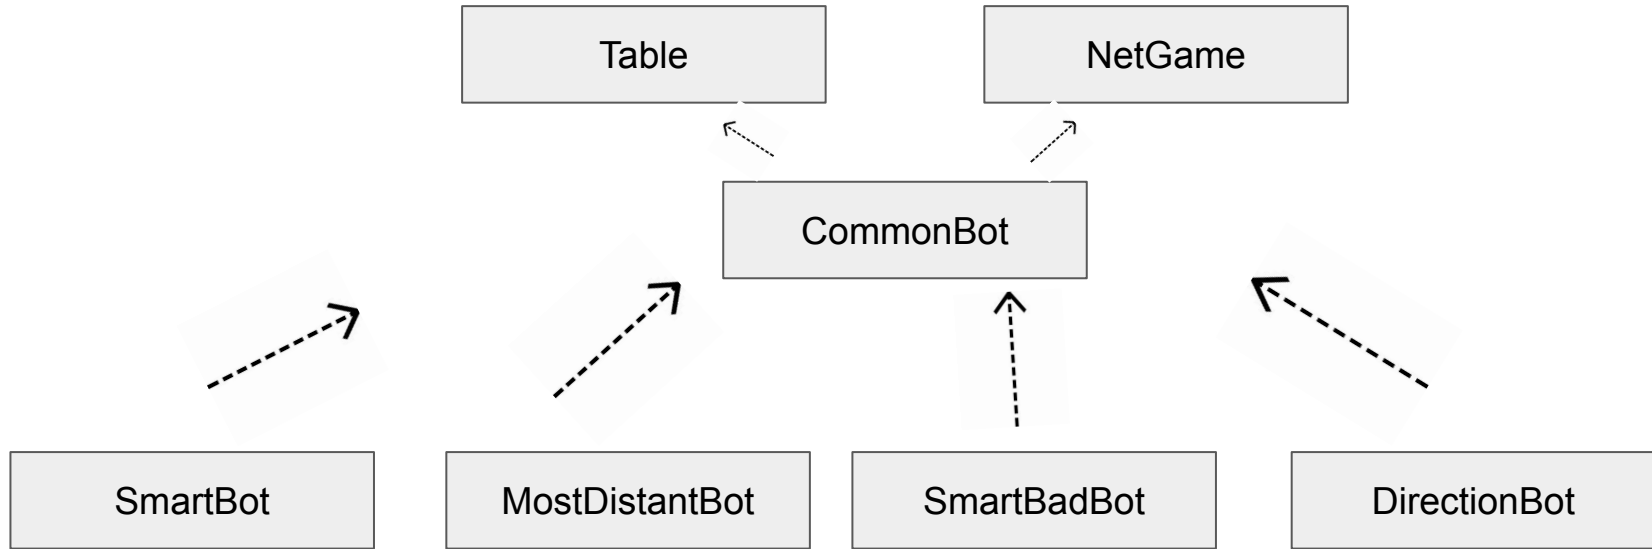 Table
NetGame
CommonBot
SmartBot
MostDistantBot
SmartBadBot
DirectionBot